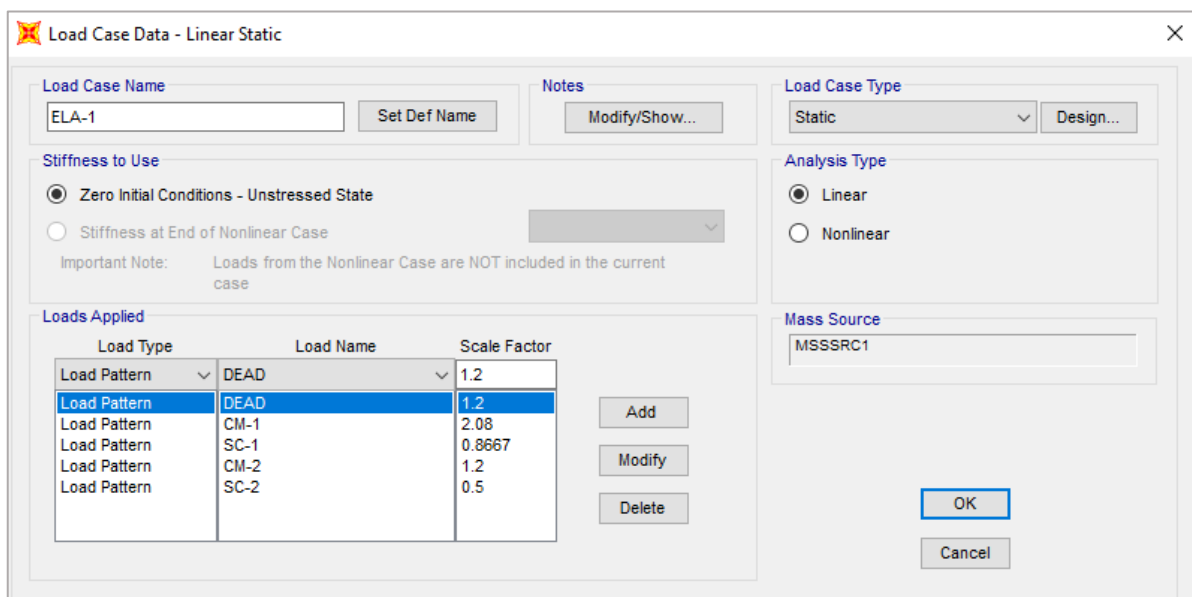 Load Case Data - Linear Static
Load Case Name
ELA-1
Set Def Name
Notes
Modify/Show...
Load Case Type
Static
Design...
Stiffness to Use
Zero Initial Conditions - Unstressed State
Stiffness at End of Nonlinear Case
Important Note: Loads from the Nonlinear Case are NOT included in the current
case
Analysis Type
Linear
Nonlinear
Loads Applied
Load Type Load Name Scale Factor
Load Pattern DEAD 1.2
Load Pattern DEAD 1.2
Load Pattern CM-1 2.08
Load Pattern SC-1 0.8667
Load Pattern CM-2 1.2
Load Pattern SC-2 0.5
Add
Modify
Delete
Mass Source
MSSSRC1
OK
Cancel